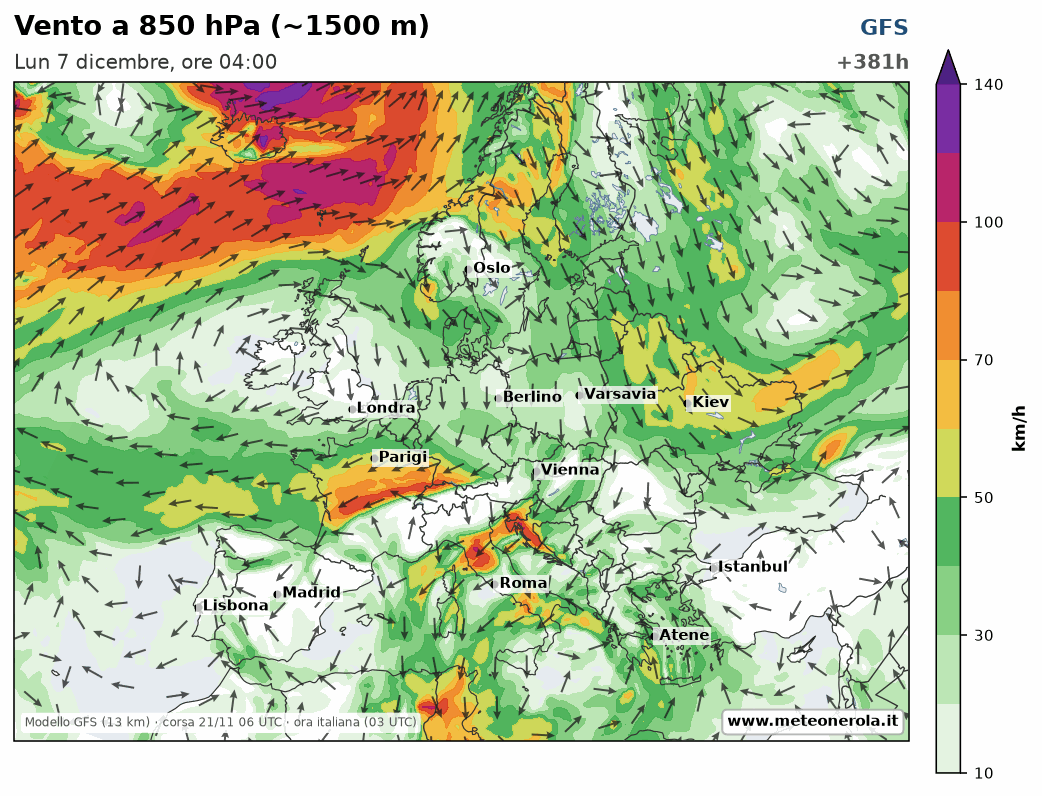 Vento a 850 hPa (~1500 m)
GFS
Lun 7 dicembre, ore 04:00
+381h
140
100
70
50
30
10
km/h
Oslo
Berlino
Varsavia
Kiev
Londra
Parigi
Vienna
Istanbul
Roma
Madrid
Lisbona
Atene
Modello GFS (13 km) · corsa 21/11 06 UTC · ora italiana (03 UTC)
www.meteonerola.it